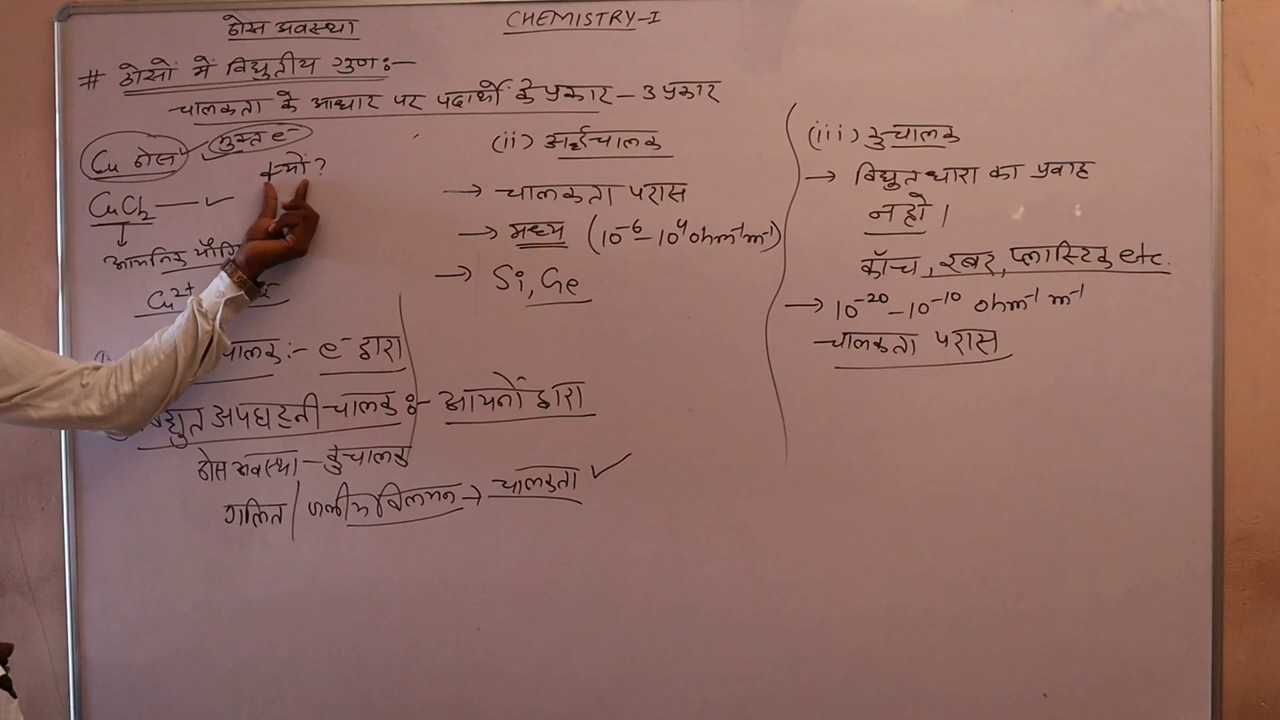 ठोस अवस्था
CHEMISTRY-I
# ठोसों में विद्युतीय गुण:-
चालकता के आधार पर पदार्थों के प्रकार - 3 प्रकार
Cu ठोस मुक्त e⁻
क्यों?
CuCl₂ — ✓
↓
आयनिक
Cu²⁺
चालक:- e⁻ द्वारा
अपघटनी चालक:- आयनों द्वारा
ठोस अवस्था - कुचालक
गलित / जलीय विलयन → चालकता ✓
(ii) अर्द्धचालक
→ चालकता परास
→ मध्य (10⁻⁶ - 10⁴ ohm⁻¹m⁻¹)
→ Si, Ge
(iii) कुचालक
→ विद्युत धारा का प्रवाह
नहीं।
काँच, रबर, प्लास्टिक etc.
→ 10⁻²⁰ - 10⁻¹⁰ ohm⁻¹ m⁻¹
चालकता परास